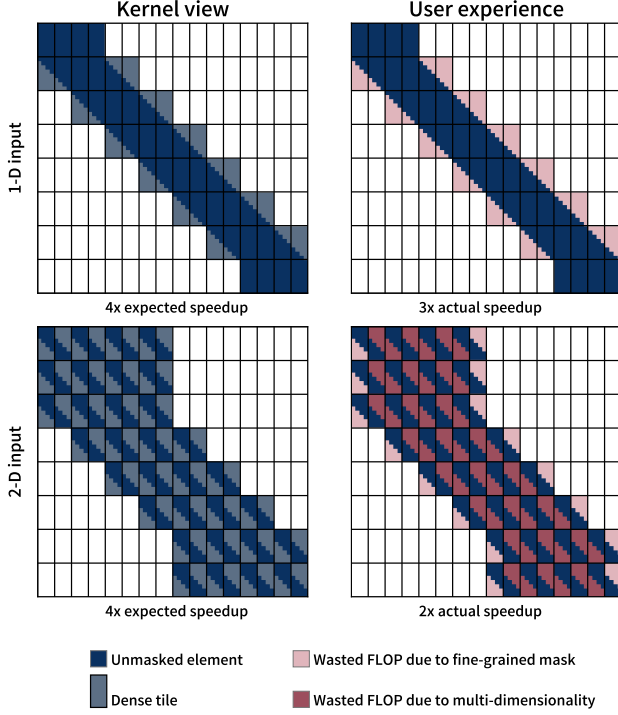 Kernel view
User experience
1-D input
4x expected speedup
3x actual speedup
2-D input
4x expected speedup
2x actual speedup
Unmasked element
Wasted FLOP due to fine-grained mask
Dense tile
Wasted FLOP due to multi-dimensionality